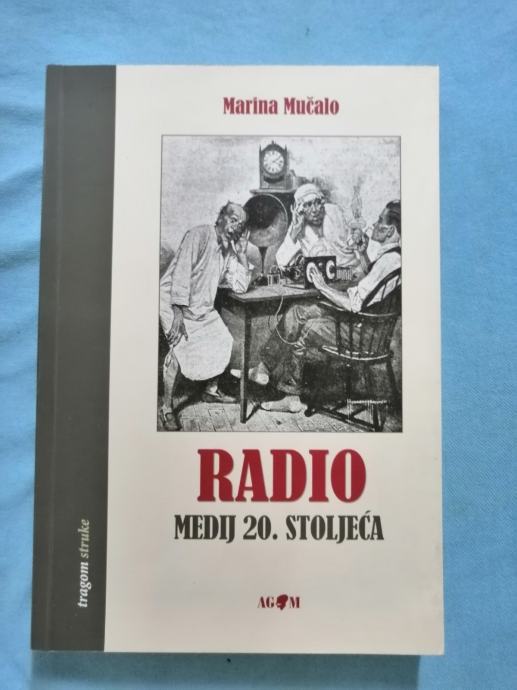 Marina Mučalo
RADIO
MEDIJ 20. STOLJEĆA
tragom struke
AGM